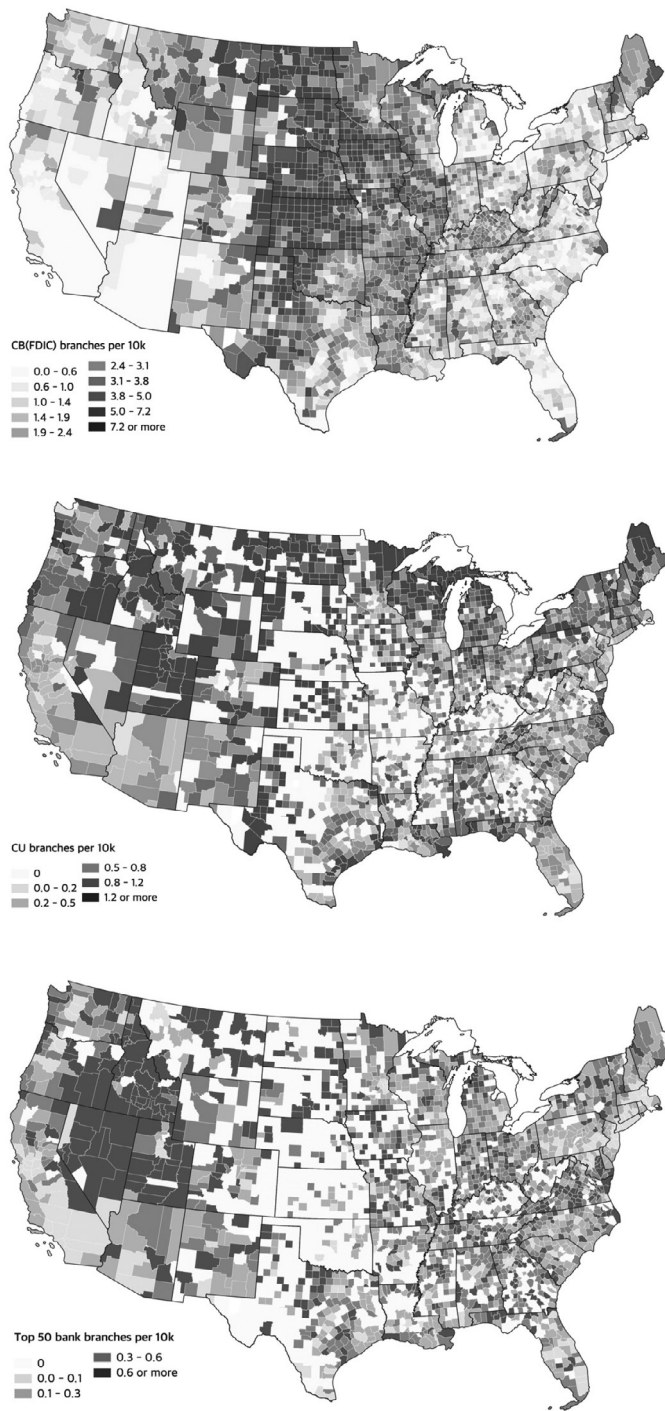 CB(FDIC) branches per 10k
0.0 - 0.6
0.6 - 1.0
1.0 - 1.4
1.4 - 1.9
1.9 - 2.4
2.4 - 3.1
3.1 - 3.8
3.8 - 5.0
5.0 - 7.2
7.2 or more
CU branches per 10k
0
0.0 - 0.2
0.2 - 0.5
0.5 - 0.8
0.8 - 1.2
1.2 or more
Top 50 bank branches per 10k
0
0.0 - 0.1
0.1 - 0.3
0.3 - 0.6
0.6 or more